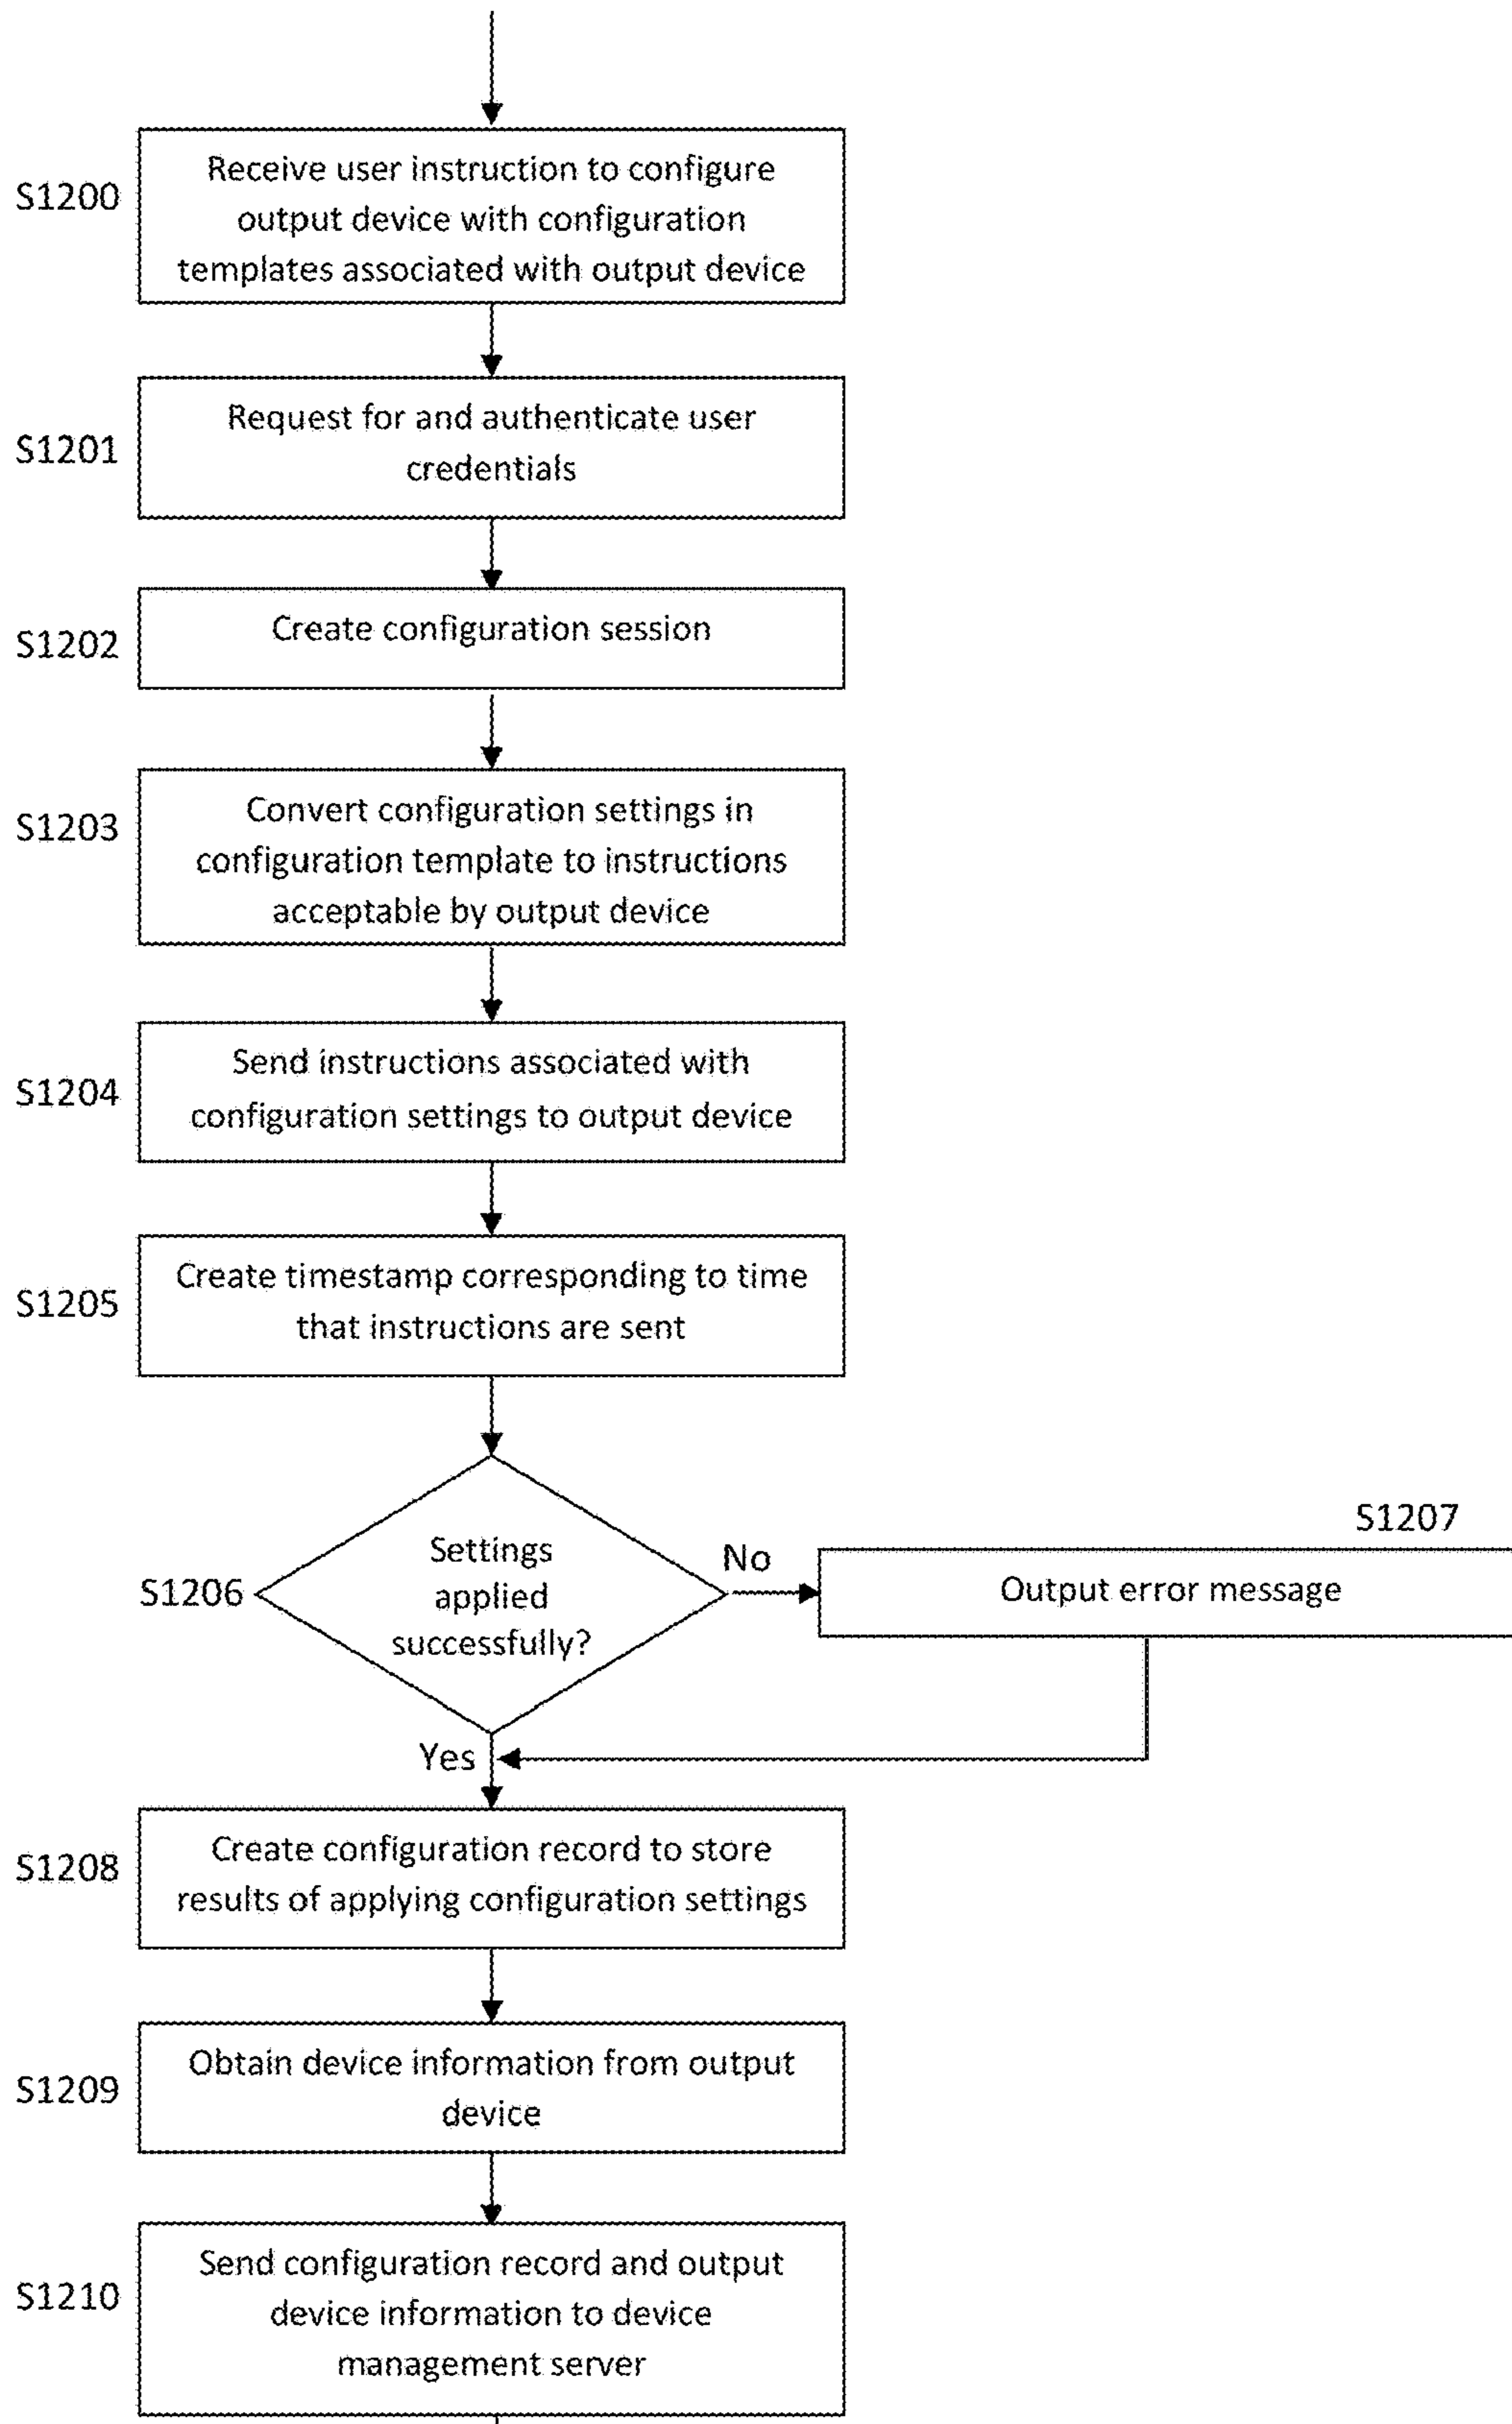 S1200
Receive user instruction to configure
output device with configuration
templates associated with output device
S1201
Request for and authenticate user
credentials
S1202
Create configuration session
S1203
Convert configuration settings in
configuration template to instructions
acceptable by output device
S1204
Send instructions associated with
configuration settings to output device
S1205
Create timestamp corresponding to time
that instructions are sent
S1206
Settings
applied
successfully?
No
S1207
Output error message
Yes
S1208
Create configuration record to store
results of applying configuration settings
S1209
Obtain device information from output
device
S1210
Send configuration record and output
device information to device
management server